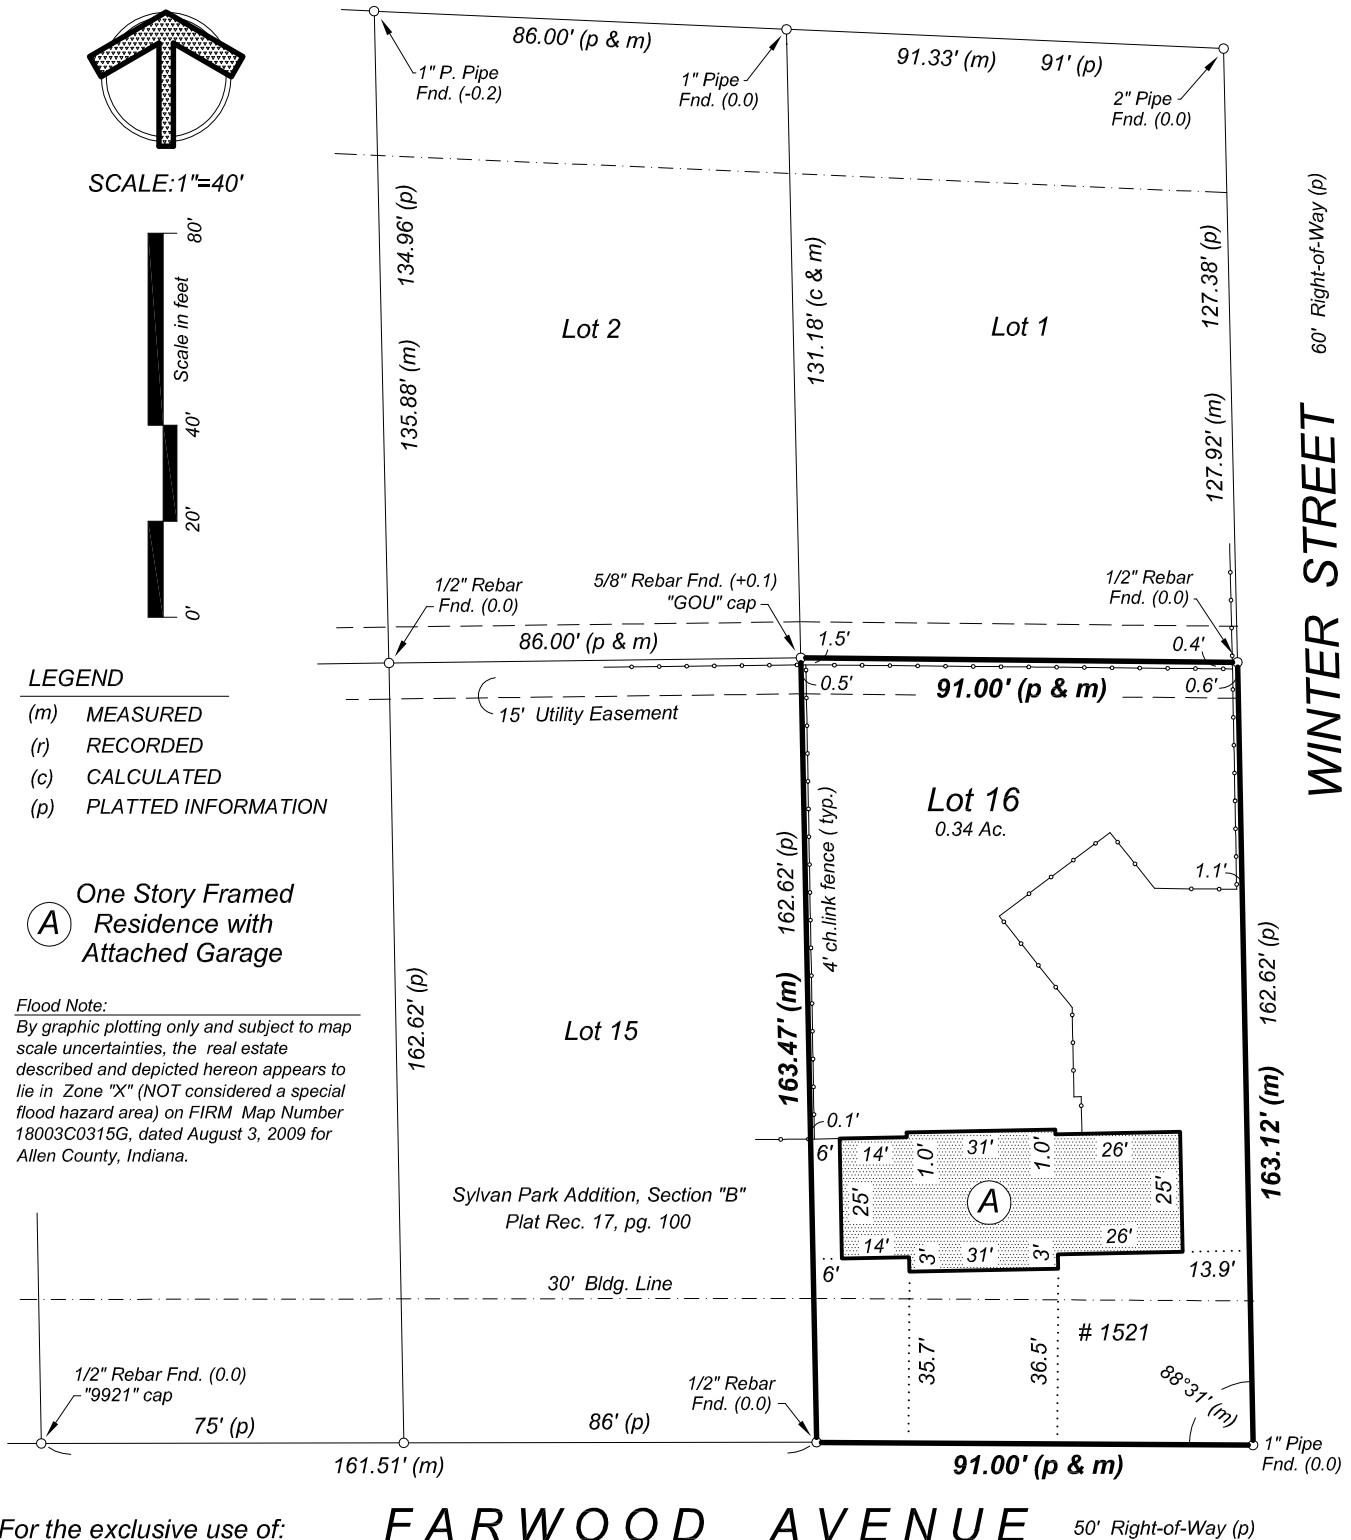 86.00' (p & m)
91.33' (m) 91' (p)
1" P. Pipe
Fnd. (-0.2)
1" Pipe
Fnd. (0.0)
2" Pipe
Fnd. (0.0)
SCALE:1"=40'
80'
40'
20'
0'
Scale in feet
134.96' (p)
135.88' (m)
Lot 2
131.18' (c & m)
Lot 1
127.38' (p)
127.92' (m)
60' Right-of-Way (p)
WINTER STREET
1/2" Rebar
Fnd. (0.0)
5/8" Rebar Fnd. (+0.1)
"GOU" cap
1/2" Rebar
Fnd. (0.0)
86.00' (p & m)
1.5'
0.4'
0.5'
91.00' (p & m)
0.6'
15' Utility Easement
LEGEND
(m) MEASURED
(r) RECORDED
(c) CALCULATED
(p) PLATTED INFORMATION
Lot 16
0.34 Ac.
4' ch.link fence ( typ.)
162.62' (p)
163.47' (m)
1.1'
A
One Story Framed
Residence with
Attached Garage
Flood Note:
By graphic plotting only and subject to map
scale uncertainties, the real estate
described and depicted hereon appears to
lie in Zone "X" (NOT considered a special
flood hazard area) on FIRM Map Number
18003C0315G, dated August 3, 2009 for
Allen County, Indiana.
162.62' (p)
Lot 15
162.62' (p)
163.12' (m)
0.1'
6'
14'
1.0'
31'
1.0'
26'
25'
A
25'
14'
3'
31'
3'
26'
6'
13.9'
Sylvan Park Addition, Section "B"
Plat Rec. 17, pg. 100
30' Bldg. Line
# 1521
35.7'
36.5'
88°31' (m)
1/2" Rebar Fnd. (0.0)
"9921" cap
1/2" Rebar
Fnd. (0.0)
75' (p)
86' (p)
161.51' (m)
91.00' (p & m)
1" Pipe
Fnd. (0.0)
For the exclusive use of:
FARWOOD AVENUE
50' Right-of-Way (p)